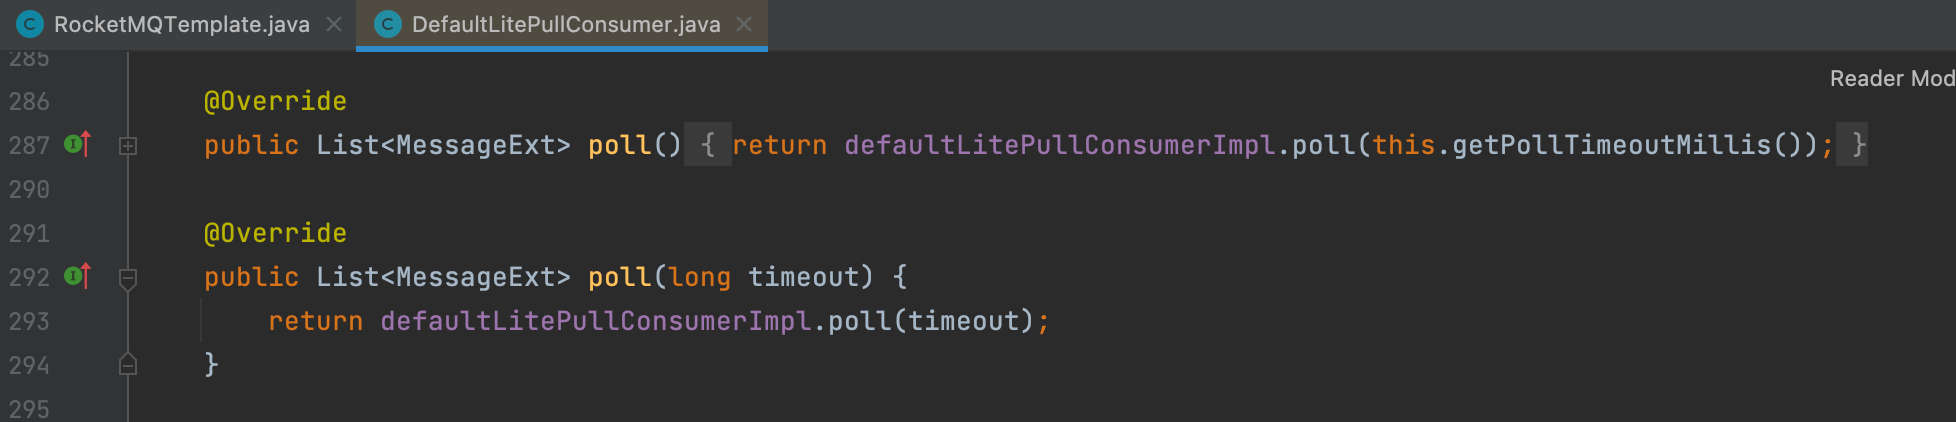 RocketMQTemplate.java DefaultLitePullConsumer.java
285
Reader Mod
286 @Override
287 public List<MessageExt> poll() { return defaultLitePullConsumerImpl.poll(this.getPollTimeoutMillis()); }
290
291 @Override
292 public List<MessageExt> poll(long timeout) {
293 return defaultLitePullConsumerImpl.poll(timeout);
294 }
295